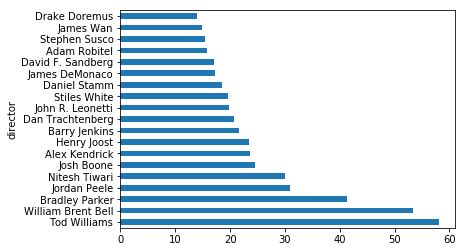 Drake Doremus
James Wan
Stephen Susco
Adam Robitel
David F. Sandberg
James DeMonaco
Daniel Stamm
Stiles White
John R. Leonetti
Dan Trachtenberg
Barry Jenkins
Henry Joost
Alex Kendrick
Josh Boone
Nitesh Tiwari
Jordan Peele
Bradley Parker
William Brent Bell
Tod Williams
director
0 10 20 30 40 50 60